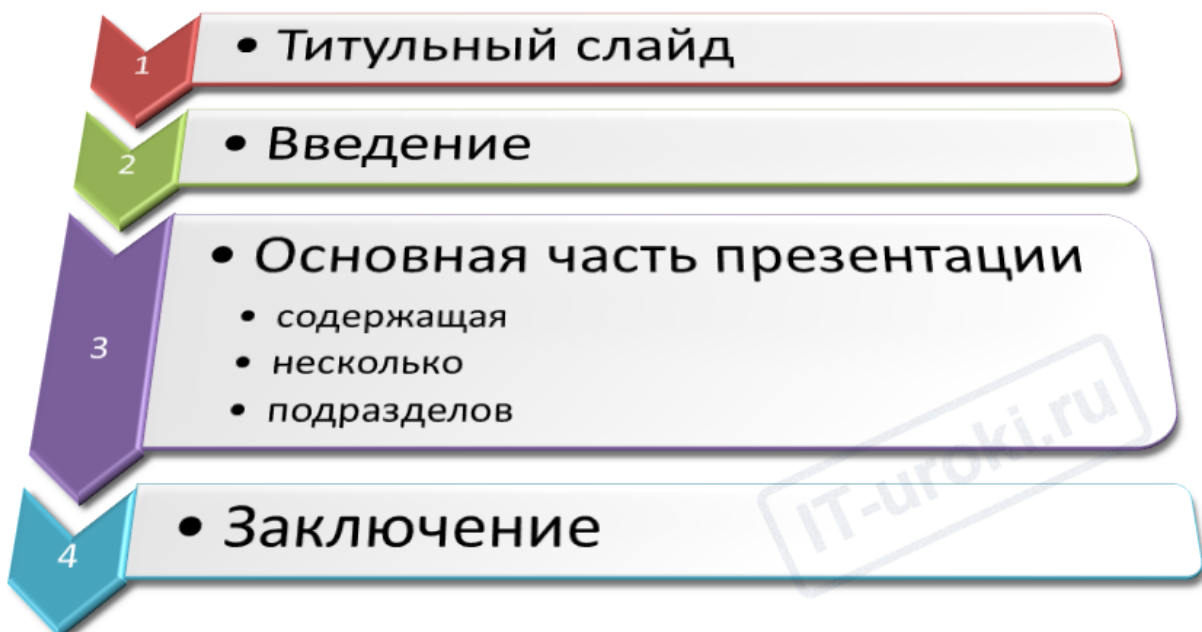 1
• Титульный слайд
2
• Введение
3
• Основная часть презентации
• содержащая
• несколько
• подразделов
IT-uroki.ru
4
• Заключение